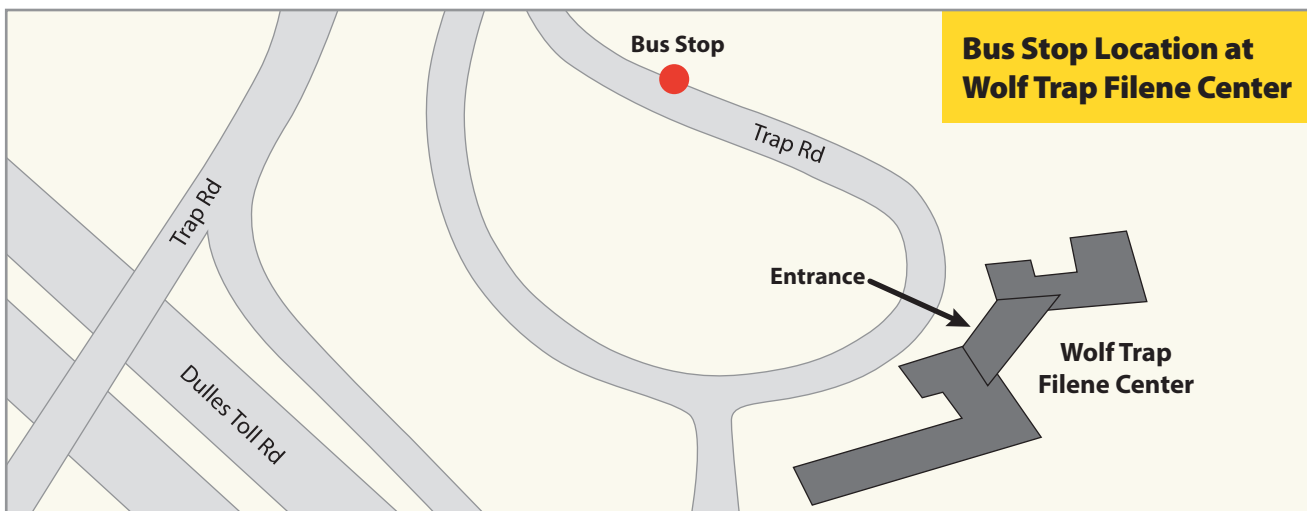 Bus Stop Location at
Wolf Trap Filene Center
Bus Stop
Trap Rd
Trap Rd
Entrance
Wolf Trap
Filene Center
Dulles Toll Rd